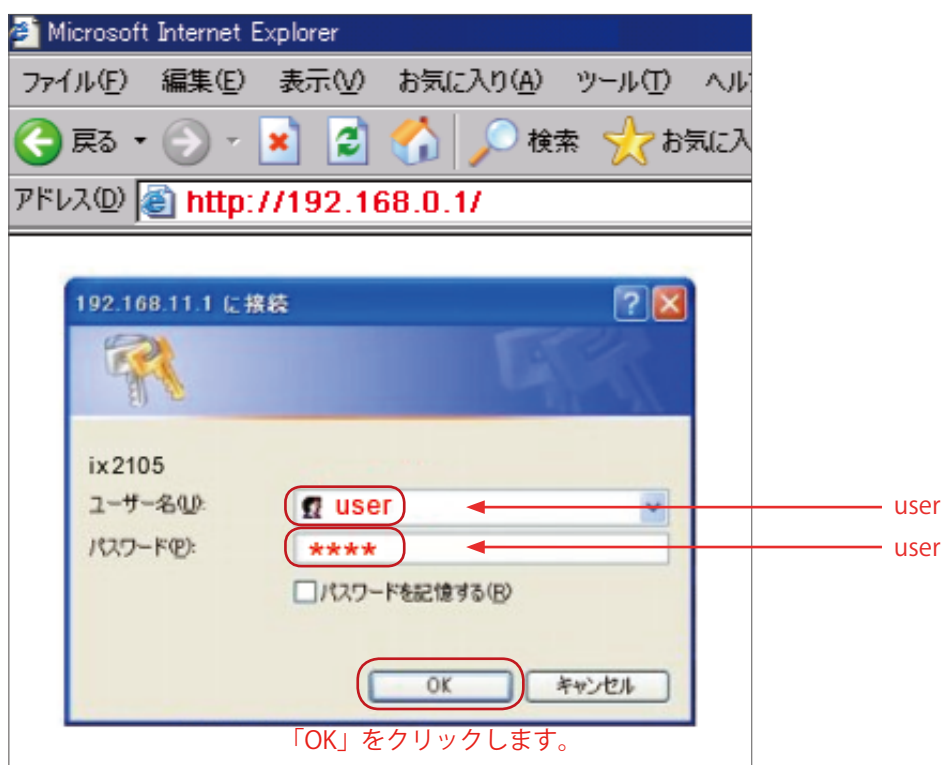 Microsoft Internet Explorer
ファイル(F) 編集(E) 表示(V) お気に入り(A) ツール(T) ヘル
戻る 検索 お気に入
アドレス(D) http://192.168.0.1/
192.168.11.1 に接続
ix2105
ユーザー名(U): user user
パスワード(P): **** user
パスワードを記憶する(R)
OK キャンセル
「OK」をクリックします。